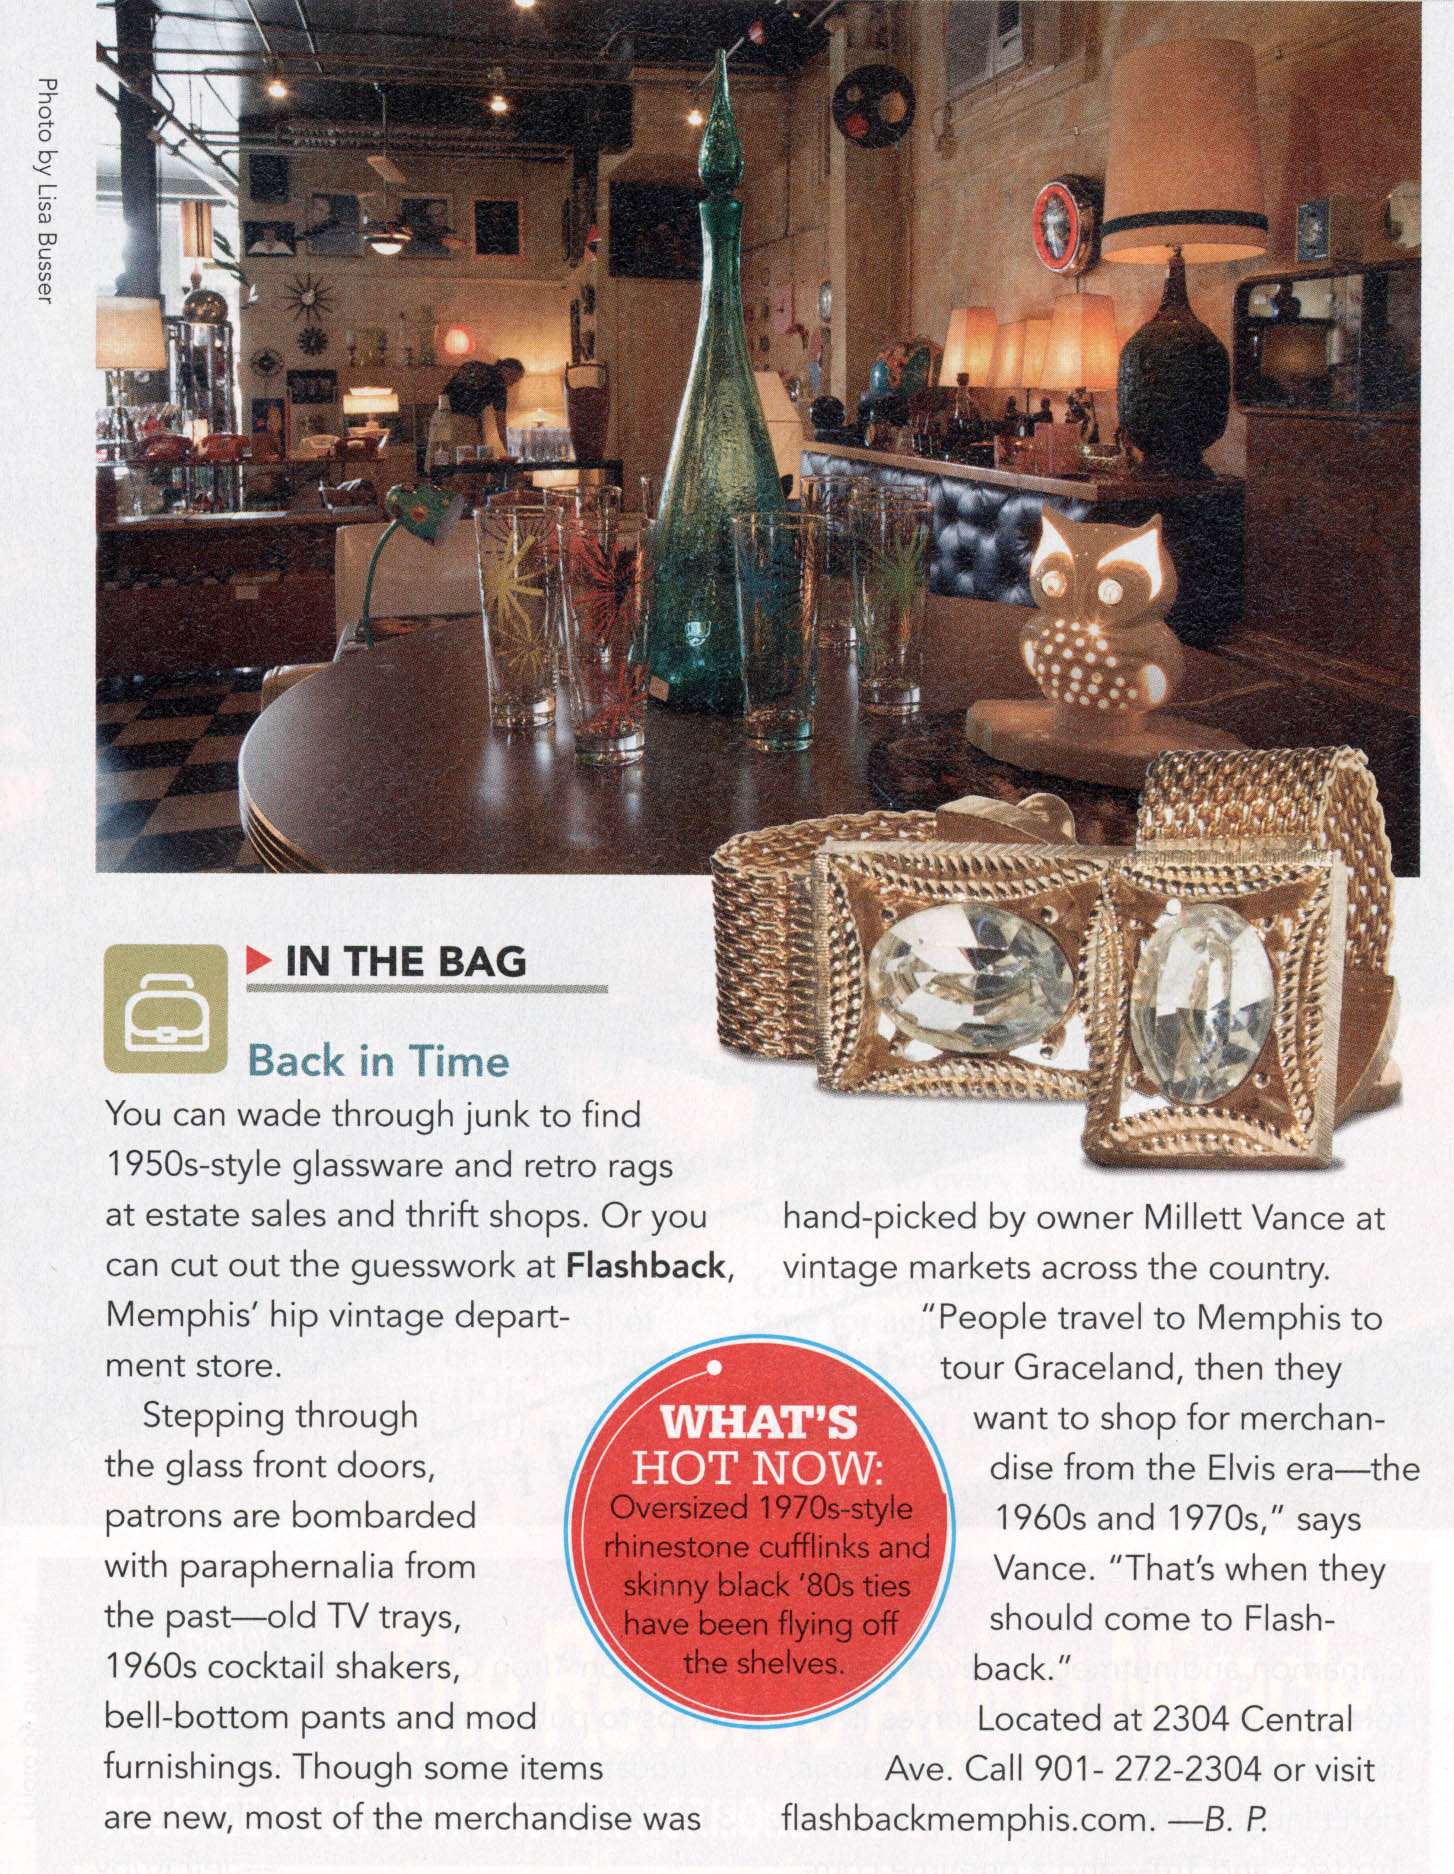 Photo by Lisa Busser
IN THE BAG
Back in Time
You can wade through junk to find
1950s-style glassware and retro rags
at estate sales and thrift shops. Or you
can cut out the guesswork at Flashback,
Memphis’ hip vintage depart-
ment store.
Stepping through
the glass front doors,
patrons are bombarded
with paraphernalia from
the past—old TV trays,
1960s cocktail shakers,
bell-bottom pants and mod
furnishings. Though some items
are new, most of the merchandise was
hand-picked by owner Millett Vance at
vintage markets across the country.
“People travel to Memphis to
tour Graceland, then they
want to shop for merchan-
dise from the Elvis era—the
1960s and 1970s,” says
Vance. “That’s when they
should come to Flash-
back.”
Located at 2304 Central
Ave. Call 901- 272-2304 or visit
flashbackmemphis.com. —B. P.
WHAT’S
HOT NOW:
Oversized 1970s-style
rhinestone cufflinks and
skinny black ’80s ties
have been flying off
the shelves.